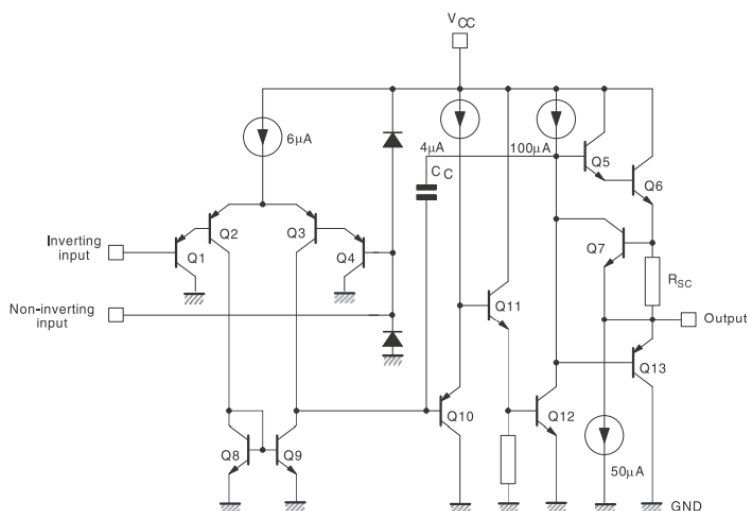 VCC
6μA
4μA
100μA
CC
Q5
Q6
Q2
Q3
Q7
Inverting
input
Q1
Q4
RSC
Non-inverting
input
Q11
Output
Q13
Q10
Q12
Q8
Q9
50μA
GND